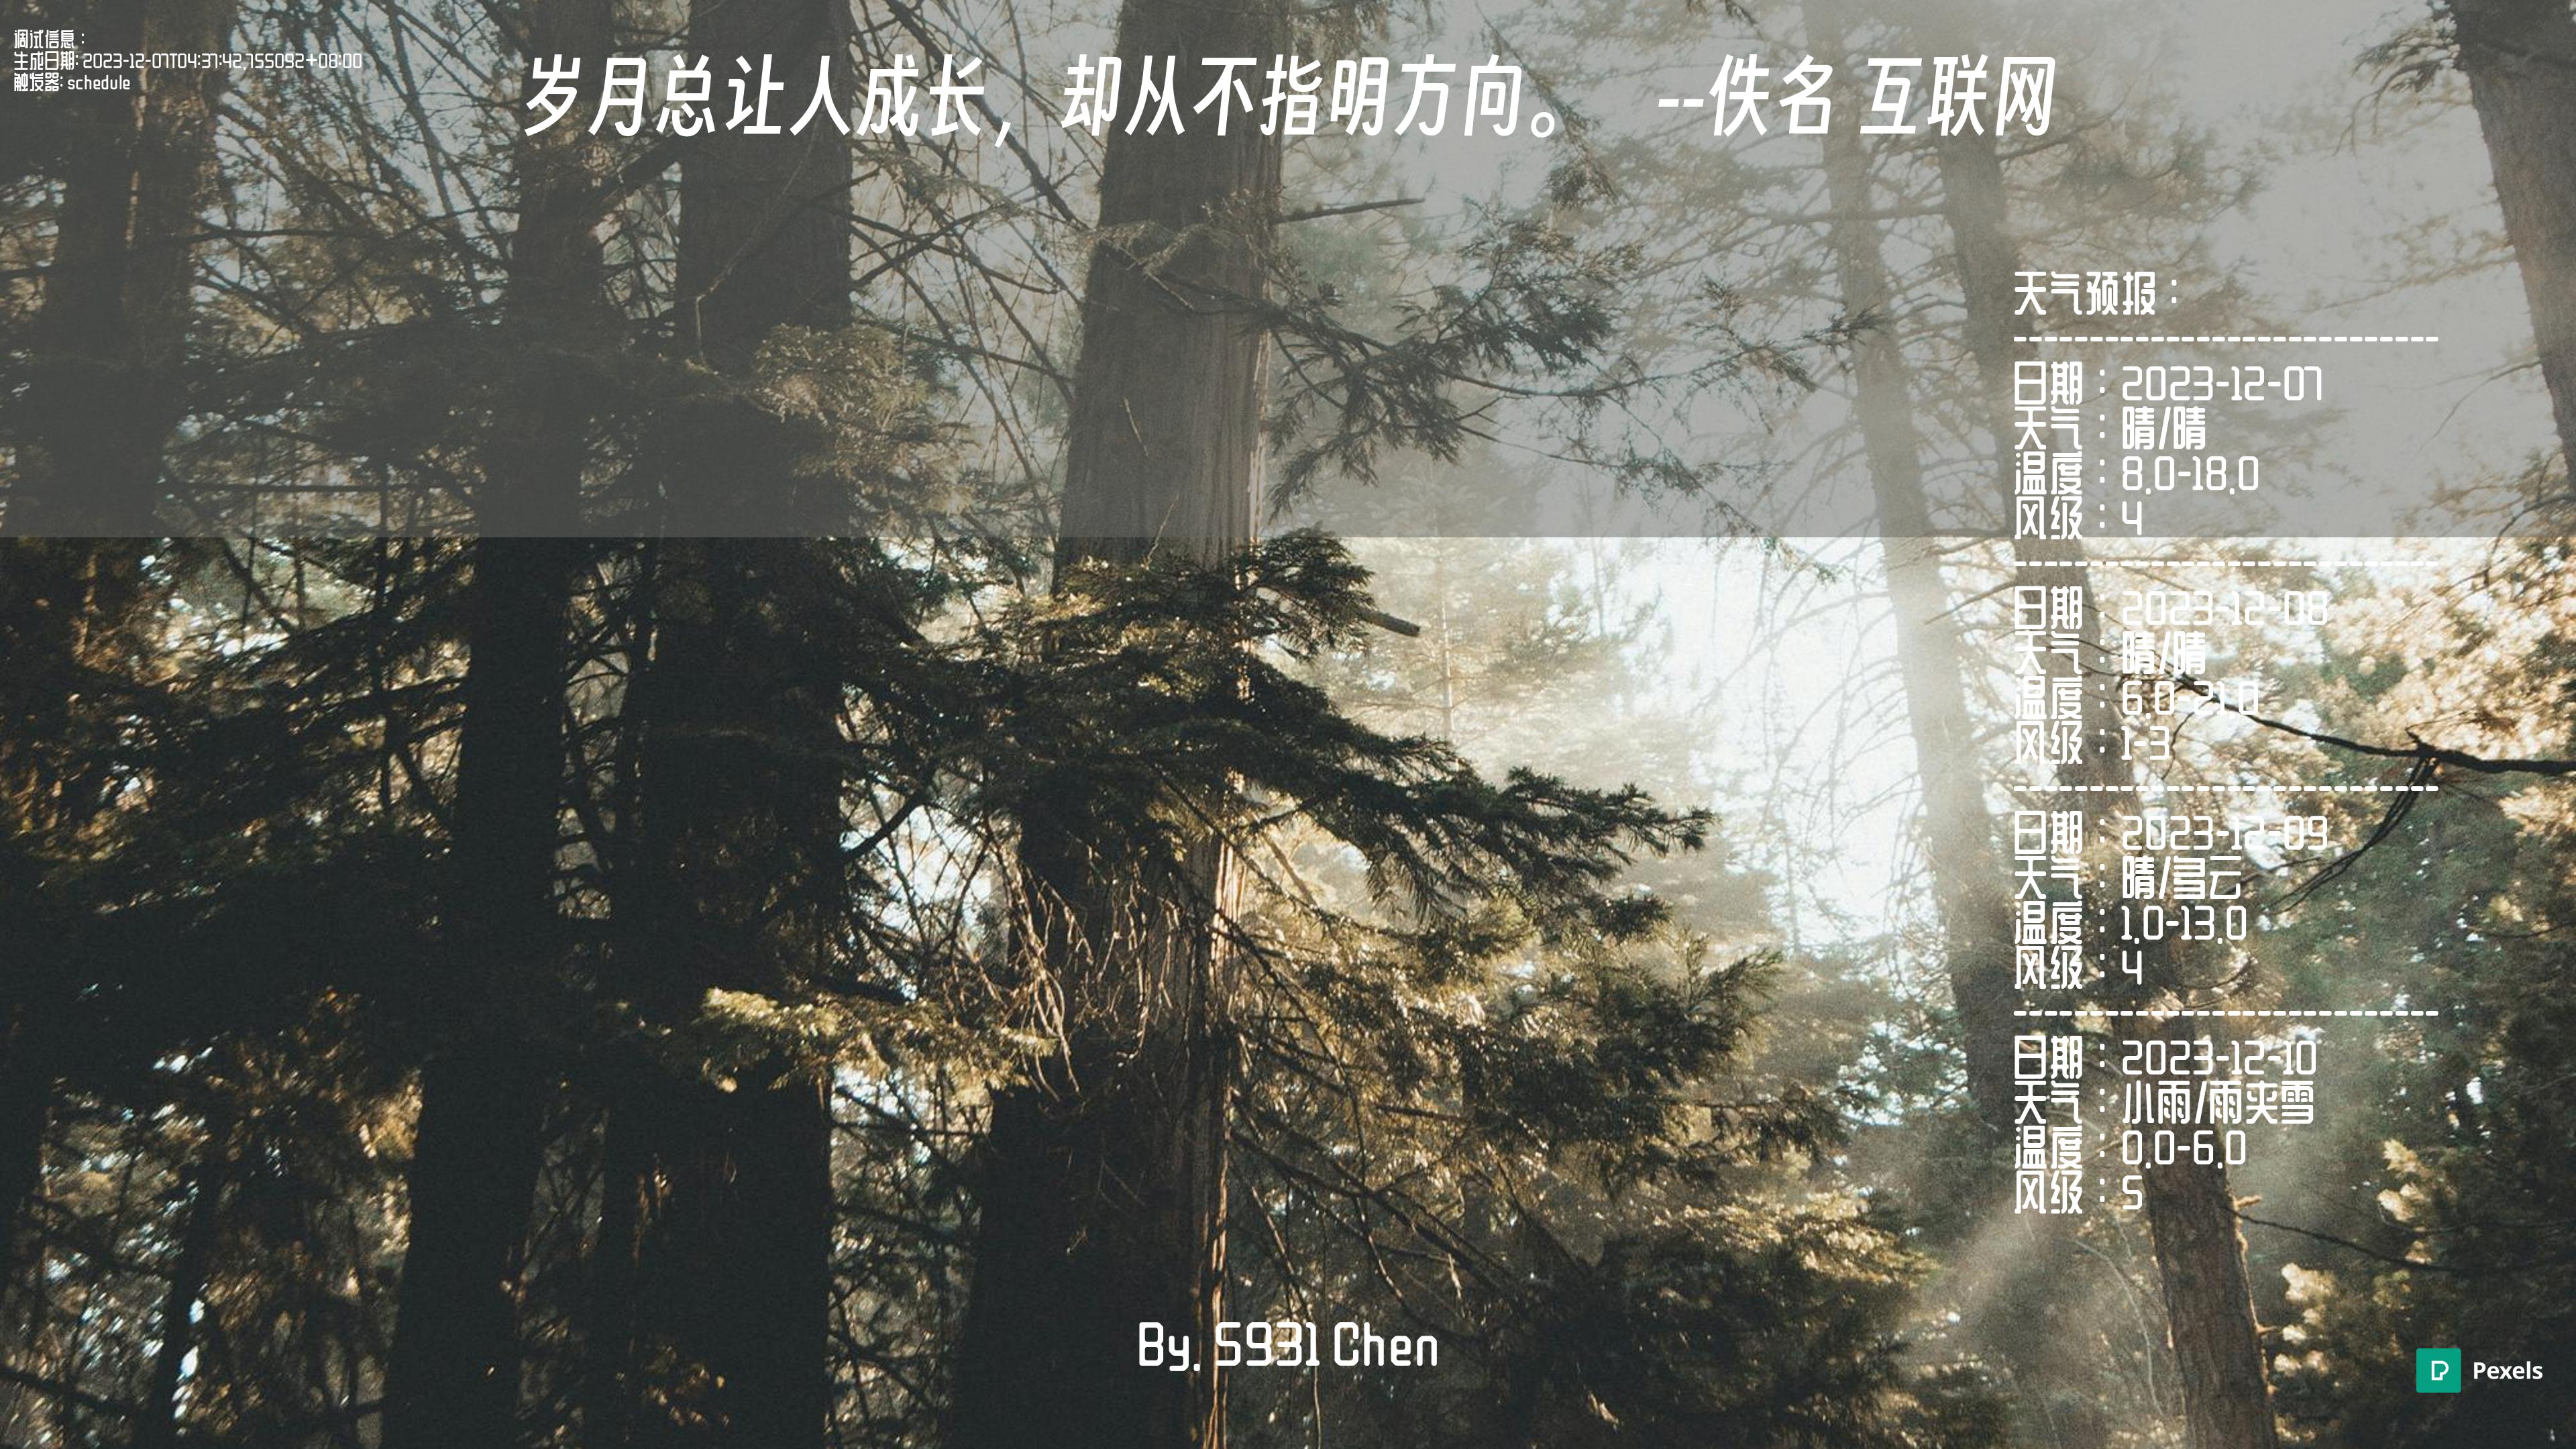 调试信息：
生成日期: 2023-12-07T04:37:42.755092+08:00
触发器: schedule
岁月总让人成长，却从不指明方向。 --佚名 互联网
天气预报：
----------------------------
日期：2023-12-07
天气：晴/晴
温度：8.0-18.0
风级：4
----------------------------
日期：2023-12-08
天气：晴/晴
温度：6.0-21.0
风级：1-3
----------------------------
日期：2023-12-09
天气：晴/多云
温度：1.0-13.0
风级：4
----------------------------
日期：2023-12-10
天气：小雨/雨夹雪
温度：0.0-6.0
风级：5
By. S931 Chen
Pexels